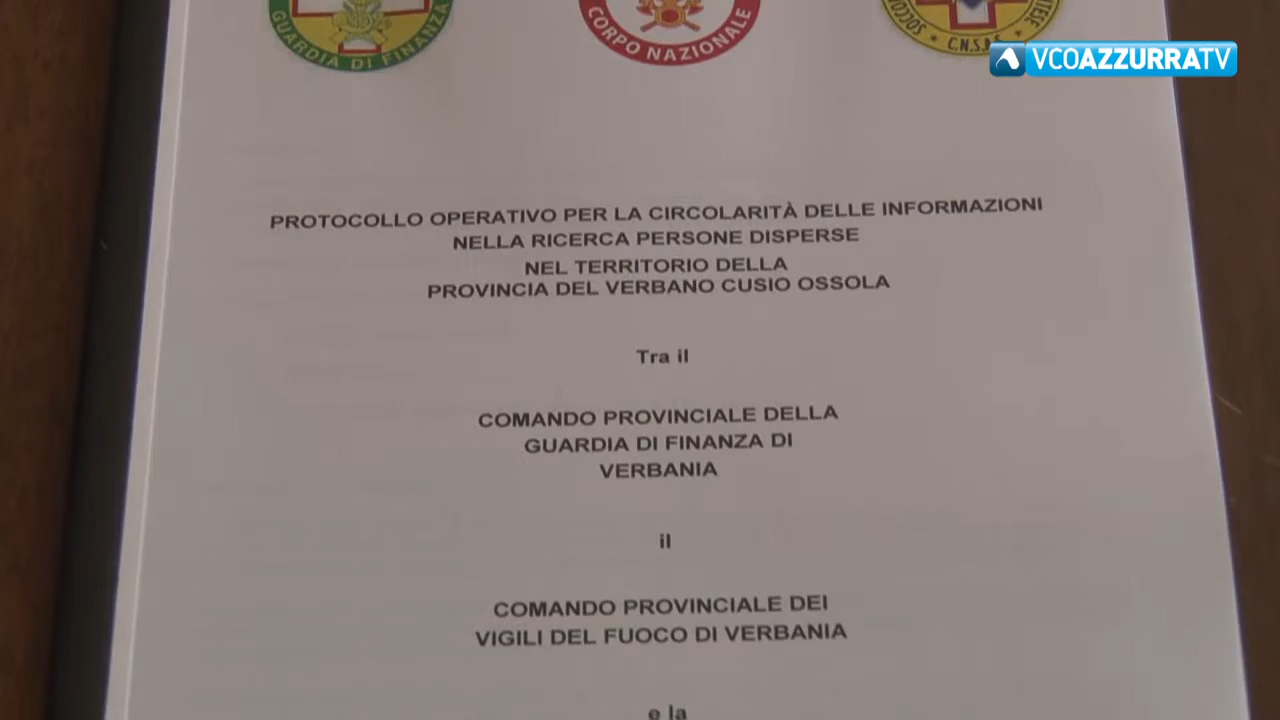 GUARDIA DI FINANZA
CORPO NAZIONALE
VCOAZZURRATV
PROTOCOLLO OPERATIVO PER LA CIRCOLARITÀ DELLE INFORMAZIONI
NELLA RICERCA PERSONE DISPERSE
NEL TERRITORIO DELLA
PROVINCIA DEL VERBANO CUSIO OSSOLA
Tra il
COMANDO PROVINCIALE DELLA
GUARDIA DI FINANZA DI
VERBANIA
il
COMANDO PROVINCIALE DEI
VIGILI DEL FUOCO DI VERBANIA
e la